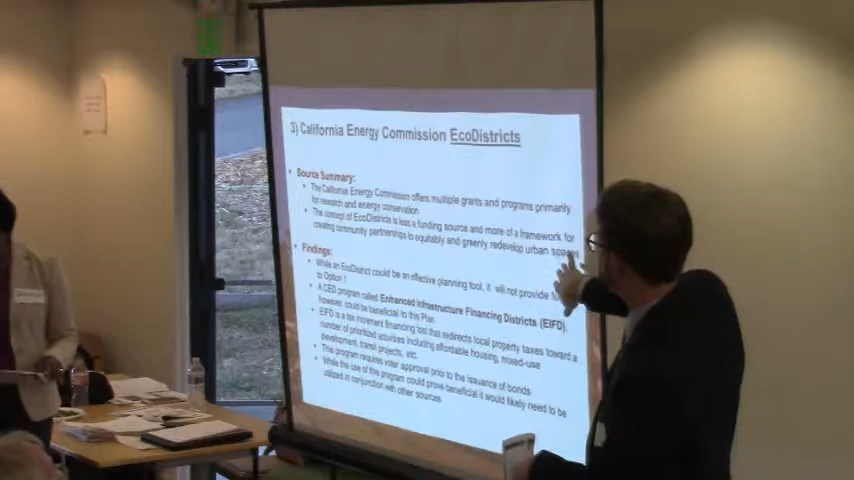 3) California Energy Commission EcoDistricts
• Source Summary:
• The California Energy Commission offers multiple grants and programs primarily
for research and energy conservation
• The concept of EcoDistricts is less a funding source and more of a framework for
creating community partnerships to equitably and greenly redevelop urban spaces
• Findings:
• While an EcoDistrict could be an effective planning tool, it will not provide
to Option 1
• A CED program called Enhanced Infrastructure Financing Districts (EIFD),
however, could be beneficial to this Plan
• EIFD is a tax increment financing tool that redirects local property taxes toward a
number of prioritized activities including affordable housing, mixed-use
development, transit projects, etc.
• This program requires voter approval prior to the issuance of bonds
• While the use of this program could prove beneficial it would likely need to be
utilized in conjunction with other sources